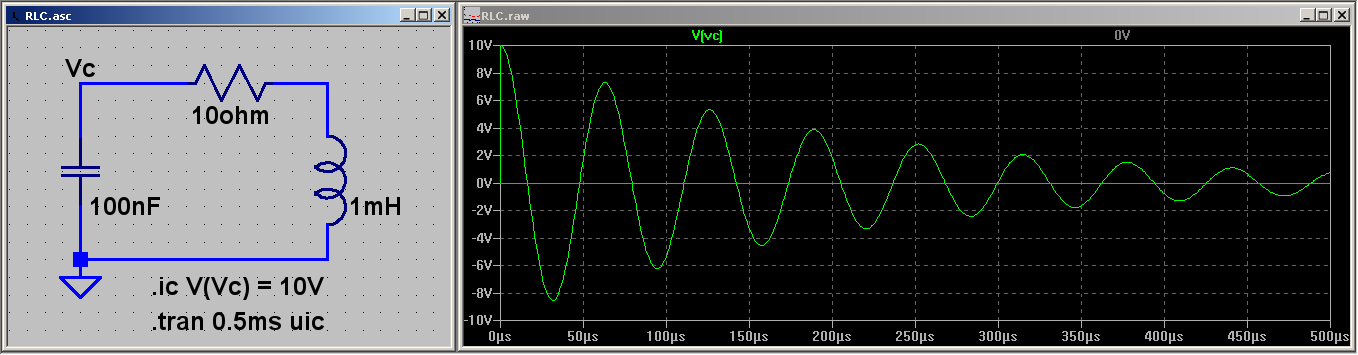 RLC.asc
Vc
10ohm
100nF
1mH
.ic V(Vc) = 10V
.tran 0.5ms uic
RLC.raw
V(vc) 0V
10V
8V
6V
4V
2V
0V
-2V
-4V
-6V
-8V
-10V
0µs 50µs 100µs 150µs 200µs 250µs 300µs 350µs 400µs 450µs 500µs